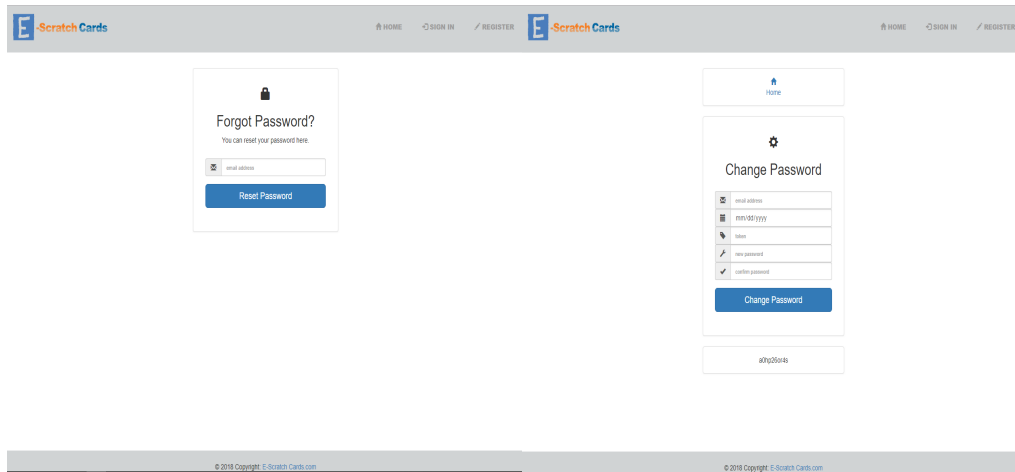 E-Scratch Cards
HOME
SIGN IN
REGISTER
Forgot Password?
You can reset your password here.
email address
Reset Password
© 2018 Copyright: E-Scratch Cards.com
E-Scratch Cards
HOME
SIGN IN
REGISTER
Home
Change Password
email address
mm/dd/yyyy
token
new password
confirm password
Change Password
a0hp26or4s
© 2018 Copyright: E-Scratch Cards.com